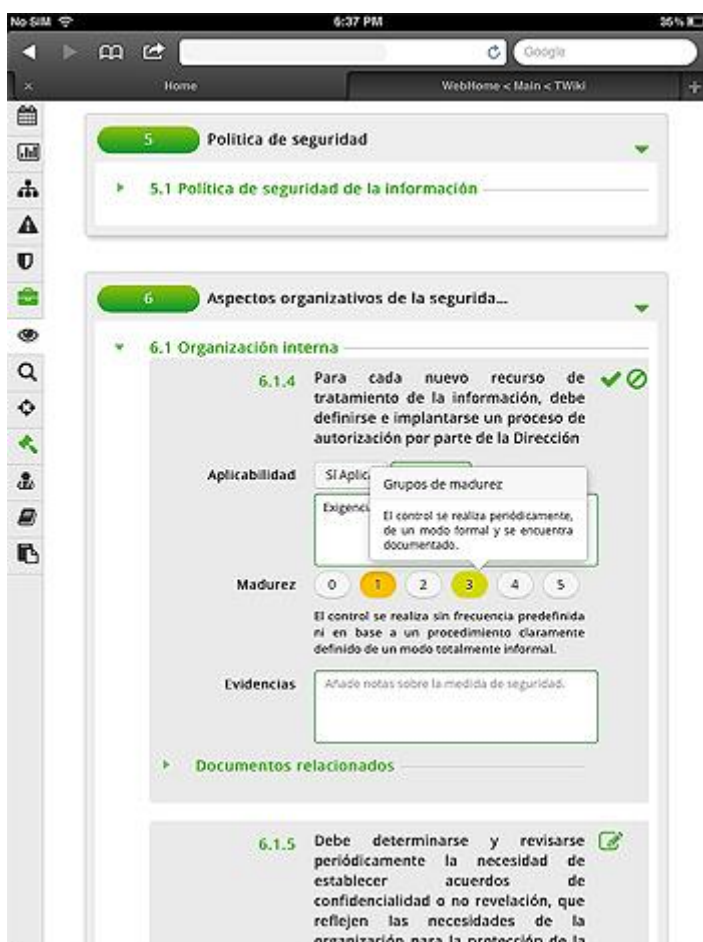 No SIM 6:37 PM 35%
Google
Home WebHome < Main < TWiki
5 Política de seguridad
5.1 Política de seguridad de la información
6 Aspectos organizativos de la segurida...
6.1 Organización interna
6.1.4 Para cada nuevo recurso de
tratamiento de la información, debe
definirse e implantarse un proceso de
autorización por parte de la Dirección
Aplicabilidad Sí Aplic
Grupos de madurez
Exigenci
El control se realiza periódicamente,
de un modo formal y se encuentra
documentado.
Madurez 0 1 2 3 4 5
El control se realiza sin frecuencia predefinida
ni en base a un procedimiento claramente
definido de un modo totalmente informal.
Evidencias Añade notas sobre la medida de seguridad.
Documentos relacionados
6.1.5 Debe determinarse y revisarse
periódicamente la necesidad de
establecer acuerdos de
confidencialidad o no revelación, que
reflejen las necesidades de la
organización para la protección de la